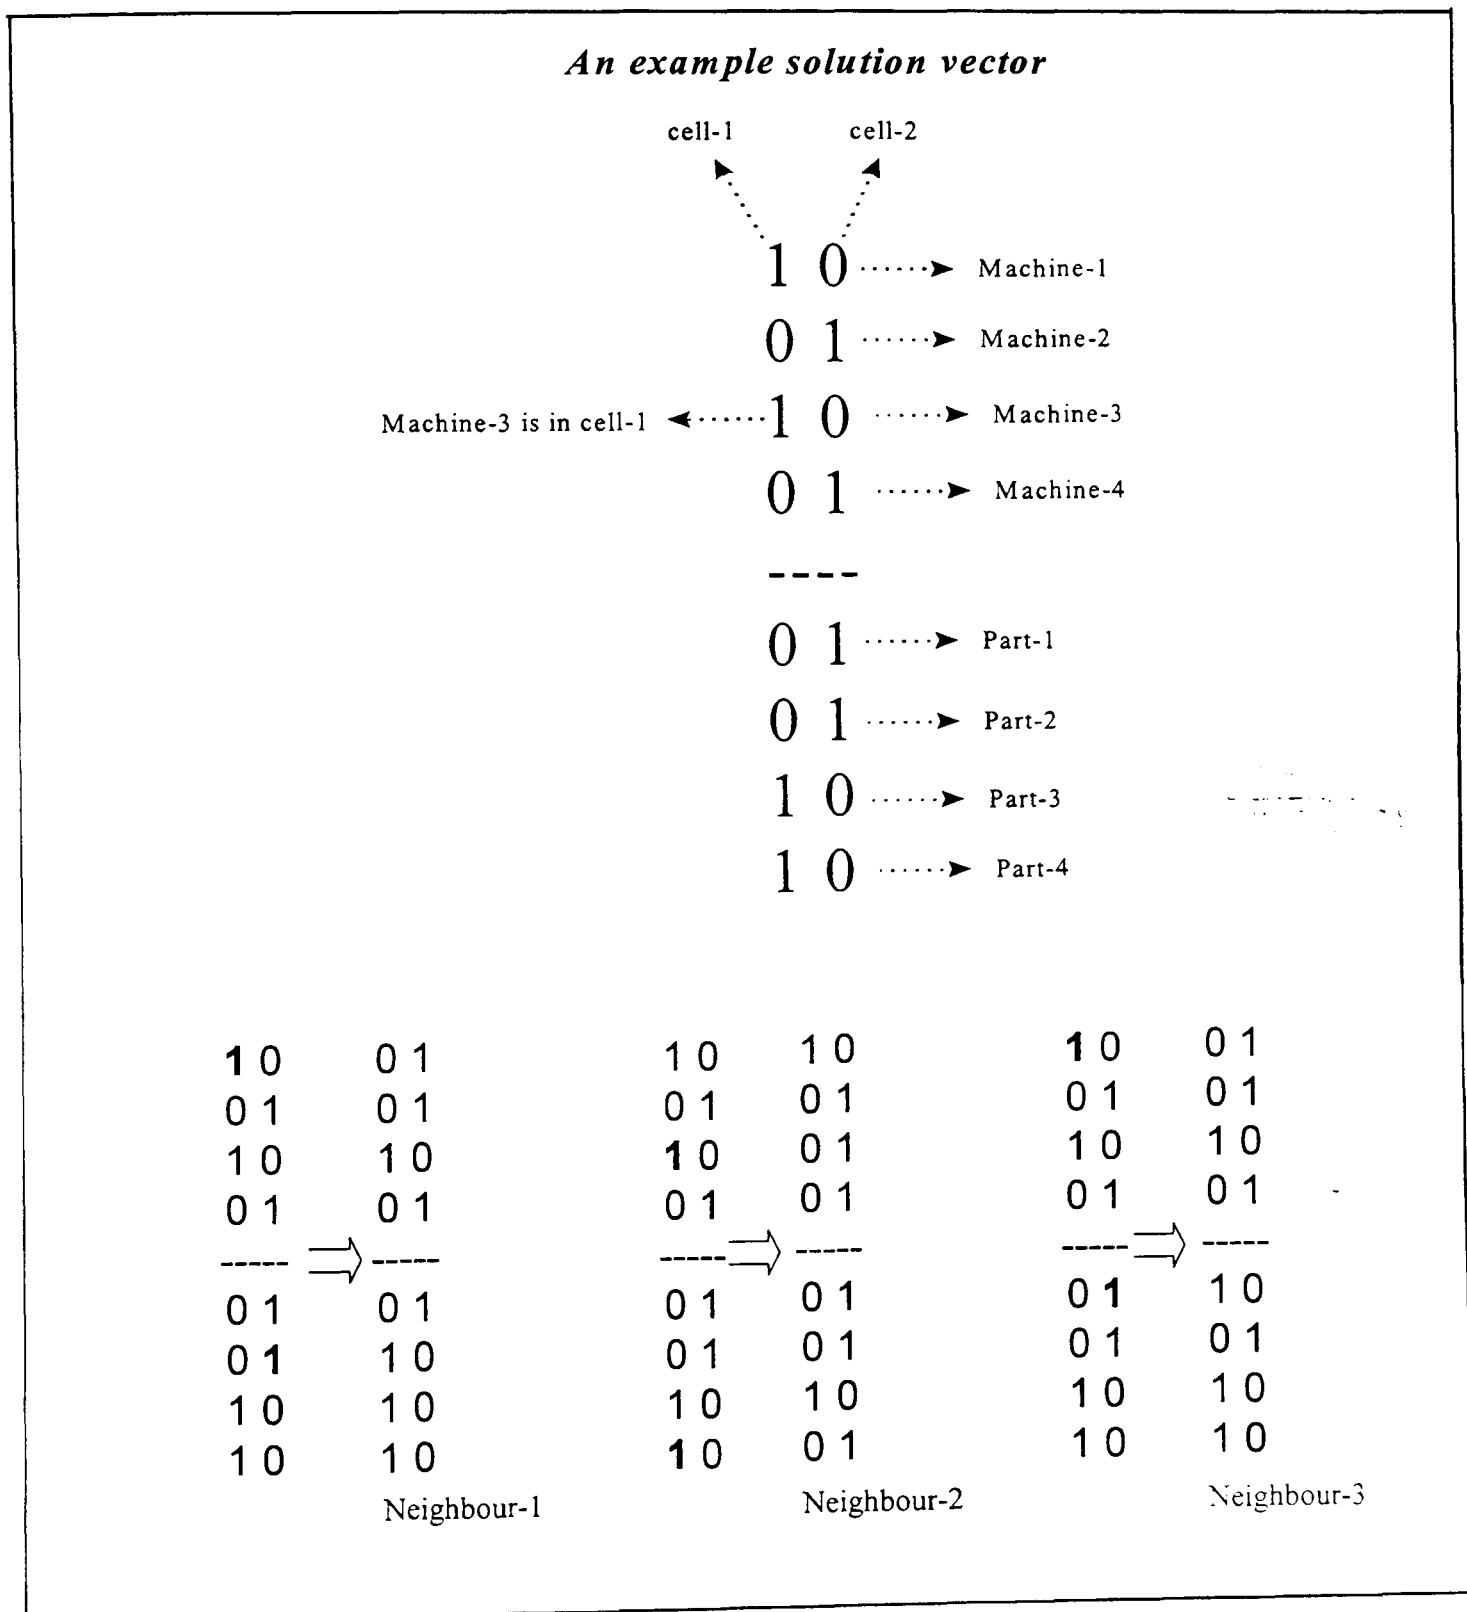 An example solution vector
cell-1 cell-2
1 0 Machine-1
0 1 Machine-2
Machine-3 is in cell-1 1 0 Machine-3
0 1 Machine-4
----
0 1 Part-1
0 1 Part-2
1 0 Part-3
1 0 Part-4
1 0 0 1 1 0 1 0 1 0 0 1
0 1 0 1 0 1 0 1 0 1 0 1
1 0 1 0 1 0 0 1 1 0 1 0
0 1 0 1 0 1 0 1 0 1 0 1
----- ----- ----- ----- ----- -----
0 1 0 1 0 1 0 1 0 1 1 0
0 1 1 0 0 1 0 1 0 1 0 1
1 0 1 0 1 0 1 0 1 0 1 0
1 0 1 0 1 0 0 1 1 0 1 0
Neighbour-1 Neighbour-2 Neighbour-3